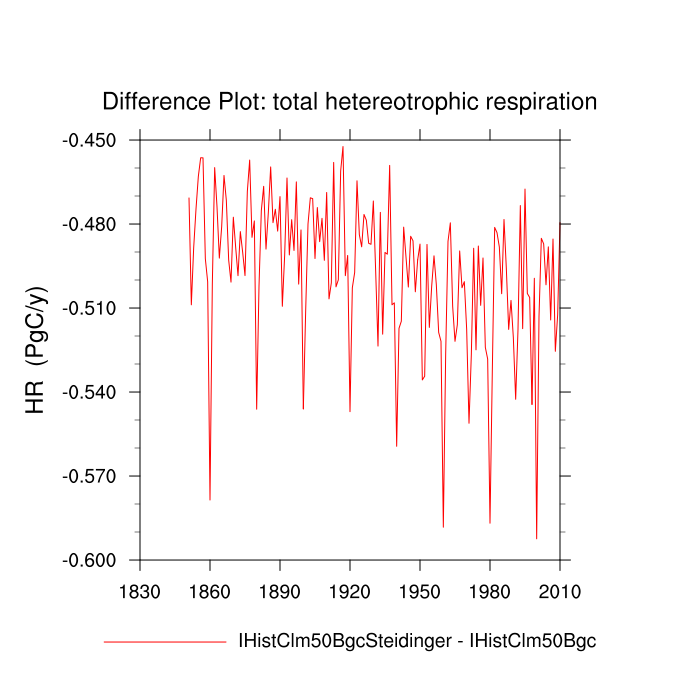 Difference Plot: total hetereotrophic respiration
HR (PgC/y)
-0.450
-0.480
-0.510
-0.540
-0.570
-0.600
1830 1860 1890 1920 1950 1980 2010
IHistClm50BgcSteidinger - IHistClm50Bgc